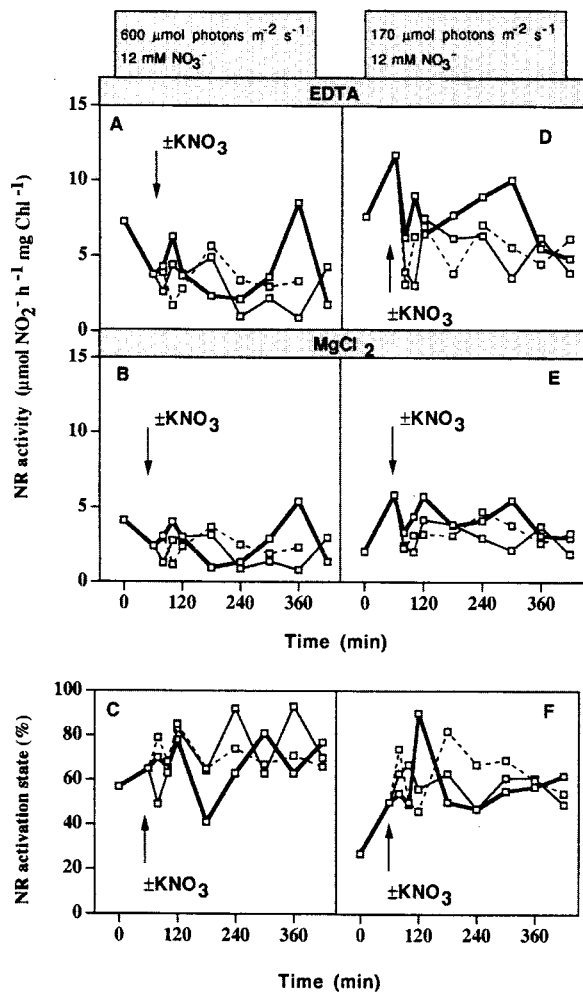 600 µmol photons m⁻² s⁻¹
12 mM NO₃⁻
170 µmol photons m⁻² s⁻¹
12 mM NO₃⁻
EDTA
15
10
5
0
A
±KNO₃
D
±KNO₃
MgCl₂
15
10
5
0
B
±KNO₃
E
±KNO₃
NR activity (µmol NO₂⁻ h⁻¹ mg Chl⁻¹)
0 120 240 360 0 120 240 360
Time (min)
100
80
60
40
20
0
C
±KNO₃
F
±KNO₃
NR activation state (%)
0 120 240 360 0 120 240 360
Time (min)